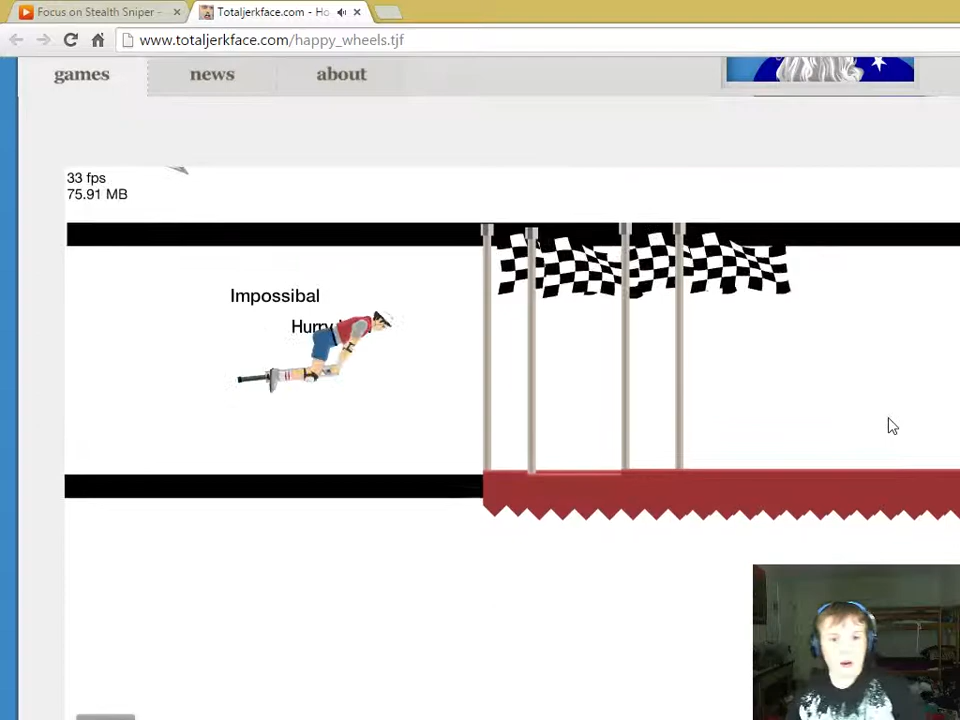 Focus on Stealth Sniper -
Totaljerkface.com - Ho
www.totaljerkface.com/happy_wheels.tjf
games
news
about
33 fps
75.91 MB
Impossibal